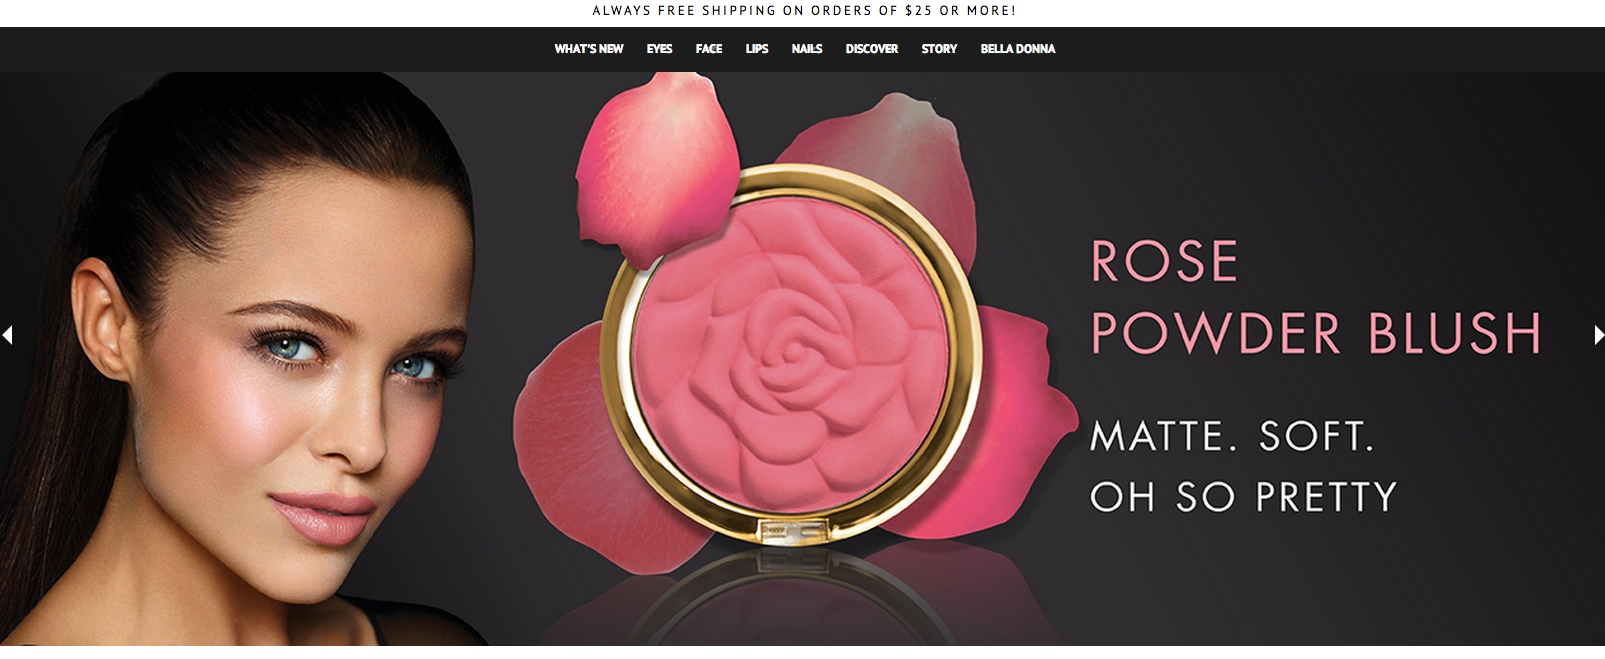 ALWAYS FREE SHIPPING ON ORDERS OF $25 OR MORE!
WHAT'S NEW EYES FACE LIPS NAILS DISCOVER STORY BELLA DONNA
ROSE
POWDER BLUSH
MATTE. SOFT.
OH SO PRETTY